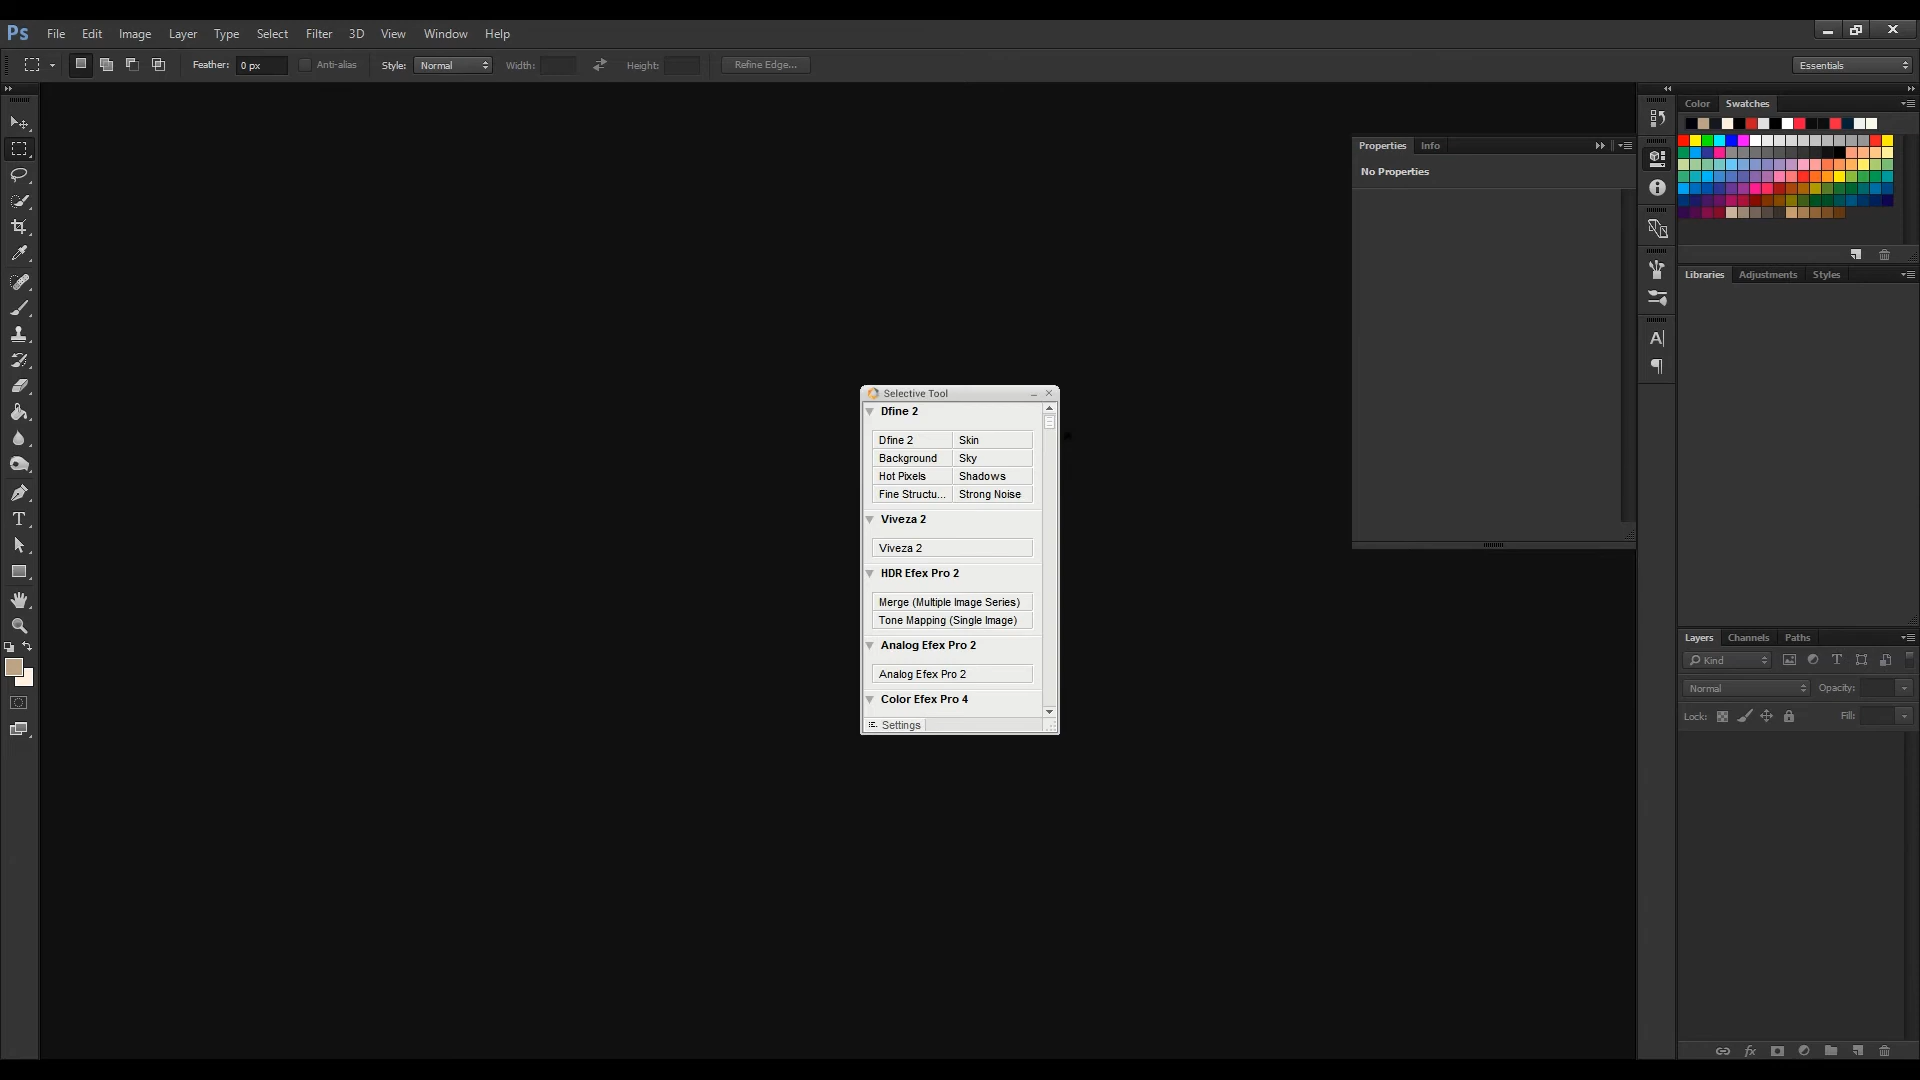 Ps File Edit Image Layer Type Select Filter 3D View Window Help
Feather: 0 px Anti-alias Style: Normal Width: Height: Refine Edge... Essentials
Color Swatches
Properties Info
No Properties
Libraries Adjustments Styles
Selective Tool
Dfine 2
Dfine 2 Skin
Background Sky
Hot Pixels Shadows
Fine Structu... Strong Noise
Viveza 2
Viveza 2
HDR Efex Pro 2
Merge (Multiple Image Series)
Tone Mapping (Single Image)
Analog Efex Pro 2
Analog Efex Pro 2
Color Efex Pro 4
Settings
Layers Channels Paths
Kind
Normal Opacity:
Lock: Fill: